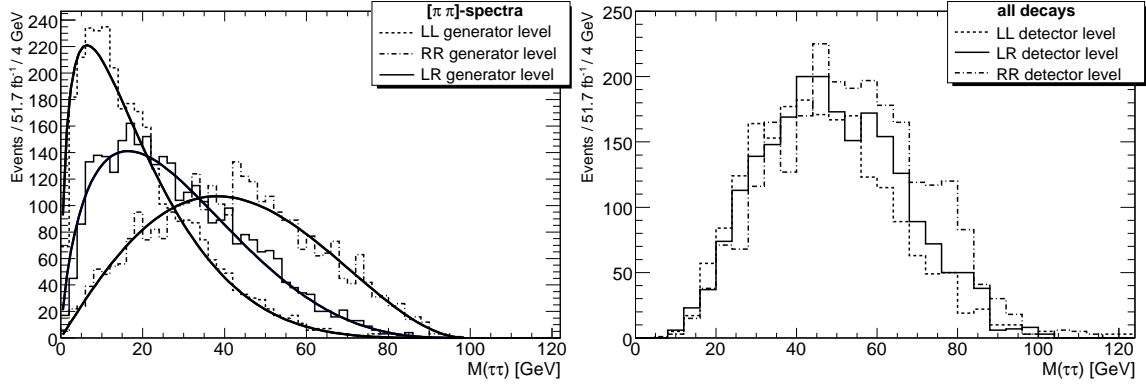 [π π]-spectra
LL generator level
RR generator level
LR generator level
Events / 51.7 fb⁻¹ / 4 GeV
240
220
200
180
160
140
120
100
80
60
40
20
0
0 20 40 60 80 100 120
M(ττ) [GeV]
all decays
LL detector level
LR detector level
RR detector level
Events / 51.7 fb⁻¹ / 4 GeV
250
200
150
100
50
0
0 20 40 60 80 100 120
M(ττ) [GeV]